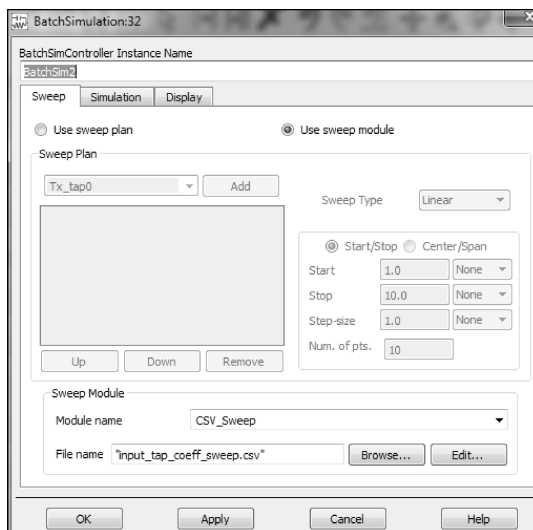 BatchSimulation:32
BatchSimController Instance Name
BatchSim2
Sweep Simulation Display
Use sweep plan Use sweep module
Sweep Plan
Tx_tap0 Add
Sweep Type Linear
Start/Stop Center/Span
Start 1.0 None
Stop 10.0 None
Step-size 1.0 None
Num. of pts. 10
Up Down Remove
Sweep Module
Module name CSV_Sweep
File name "input_tap_coeff_sweep.csv" Browse... Edit...
OK Apply Cancel Help